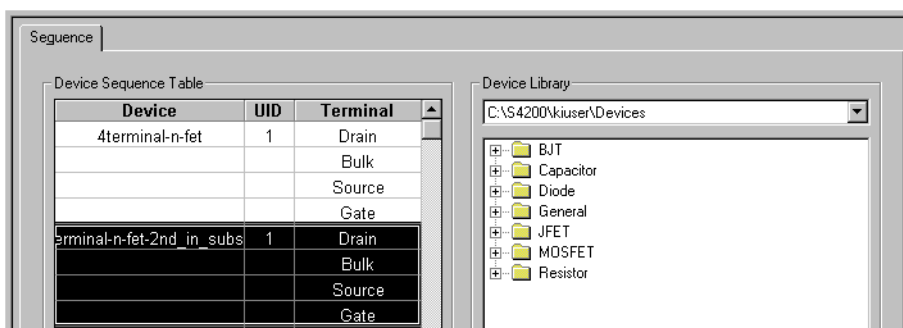 Sequence
Device Sequence Table
Device UID Terminal
4terminal-n-fet 1 Drain
Bulk
Source
Gate
erminal-n-fet-2nd_in_subs 1 Drain
Bulk
Source
Gate
Device Library
C:\S4200\kiuser\Devices
BJT
Capacitor
Diode
General
JFET
MOSFET
Resistor